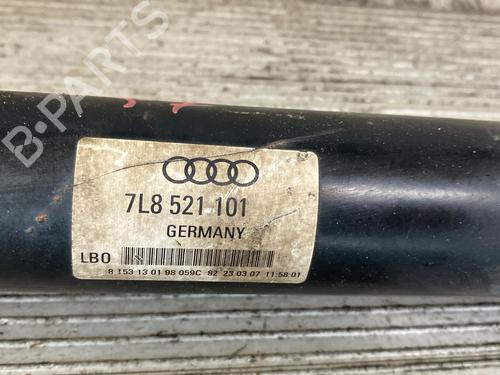 B-PARTS
7L8 521 101
GERMANY
LBO
8 153 13 01 98 059C 82 23.03.07 11:58:01